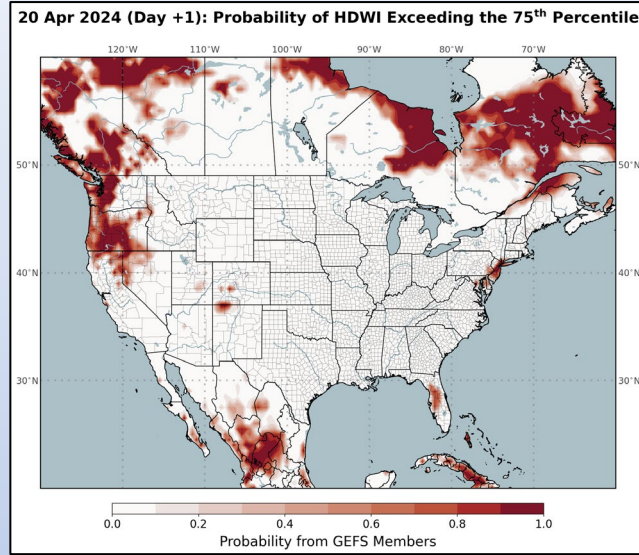 20 Apr 2024 (Day +1): Probability of HDWI Exceeding the 75th Percentile
120°W 110°W 100°W 90°W 80°W 70°W
50°N 50°N
40°N 40°N
30°N 30°N
0.0 0.2 0.4 0.6 0.8 1.0
Probability from GEFS Members